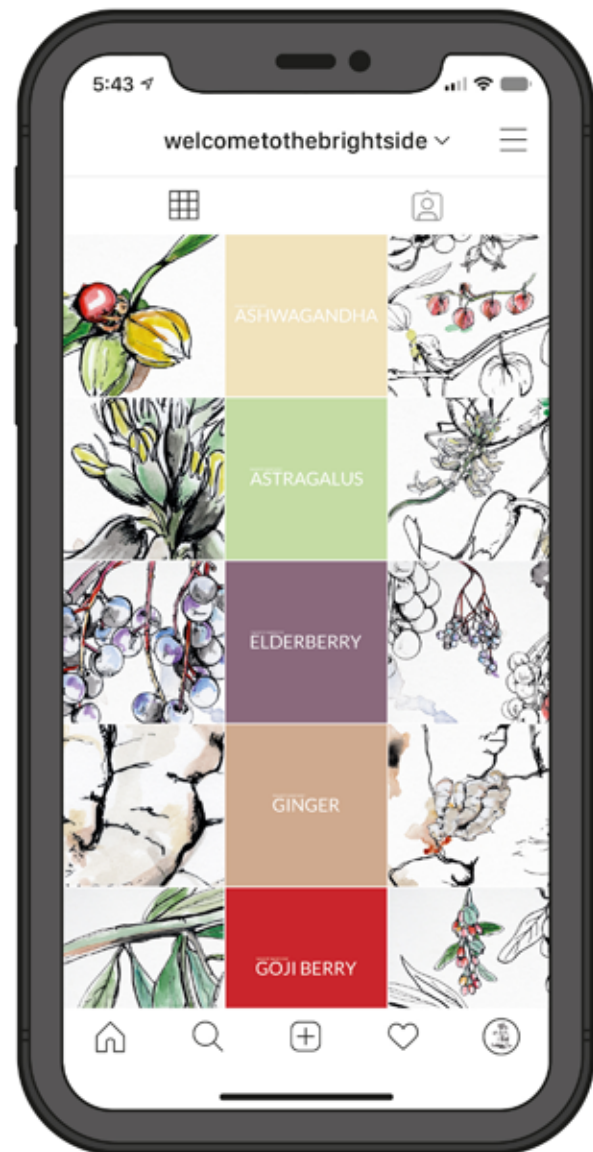 5:43
welcometothebrightside
ASHWAGANDHA
ASTRAGALUS
ELDERBERRY
GINGER
GOJI BERRY